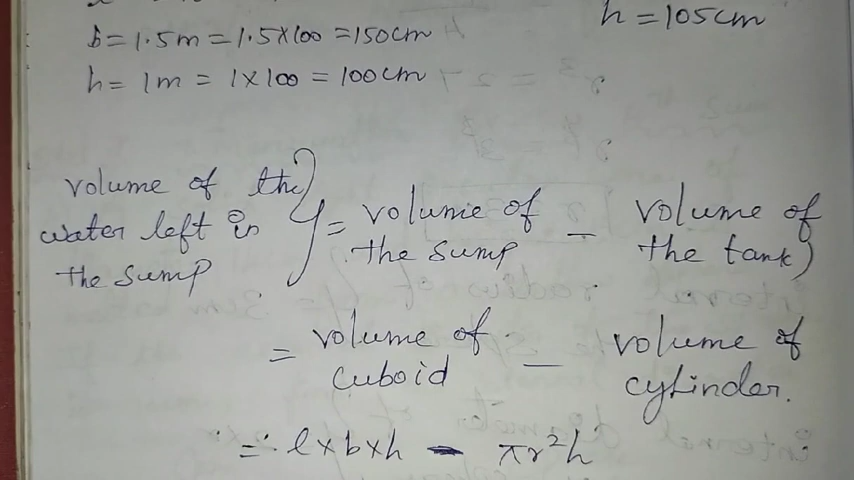 h = 105cm
b = 1.5m = 1.5×100 = 150cm
h = 1m = 1×100 = 100cm
volume of the
water left in
the sump
} = volume of the sump − volume of the tank)
= volume of cuboid − volume of cylinder.
= l×b×h - πr²h